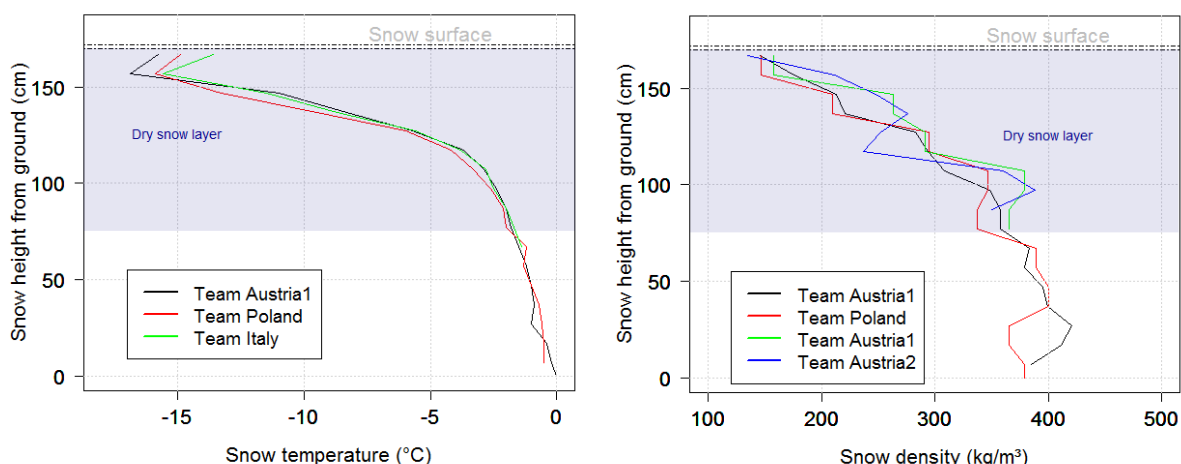 Snow surface
Dry snow layer
Snow height from ground (cm)
150
100
50
0
Team Austria1
Team Poland
Team Italy
-15
-10
-5
0
Snow temperature (°C)
Snow surface
Dry snow layer
Snow height from ground (cm)
150
100
50
0
Team Austria1
Team Poland
Team Austria1
Team Austria2
100
200
300
400
500
Snow density (kg/m³)